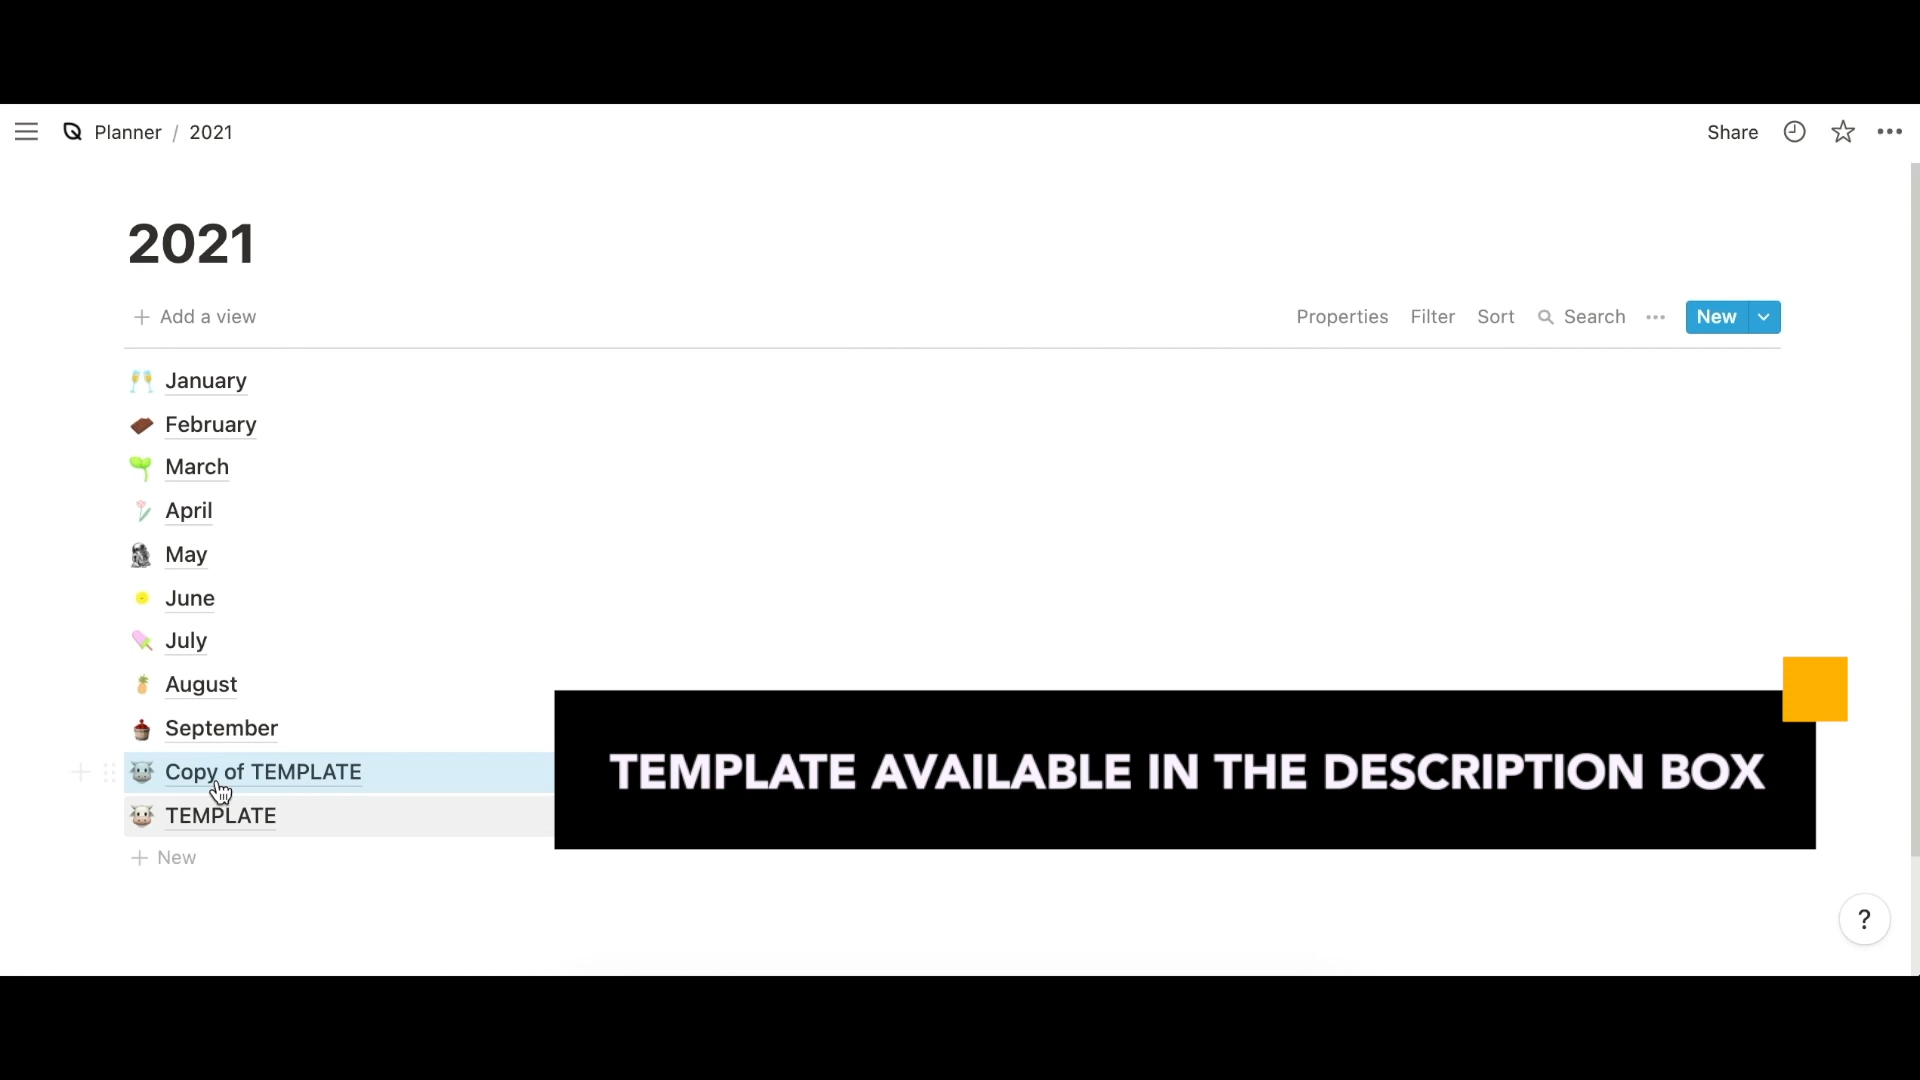 Planner / 2021
Share
2021
+ Add a view
Properties Filter Sort Search
New
January
February
March
April
May
June
July
August
September
Copy of TEMPLATE
TEMPLATE
+ New
TEMPLATE AVAILABLE IN THE DESCRIPTION BOX
?